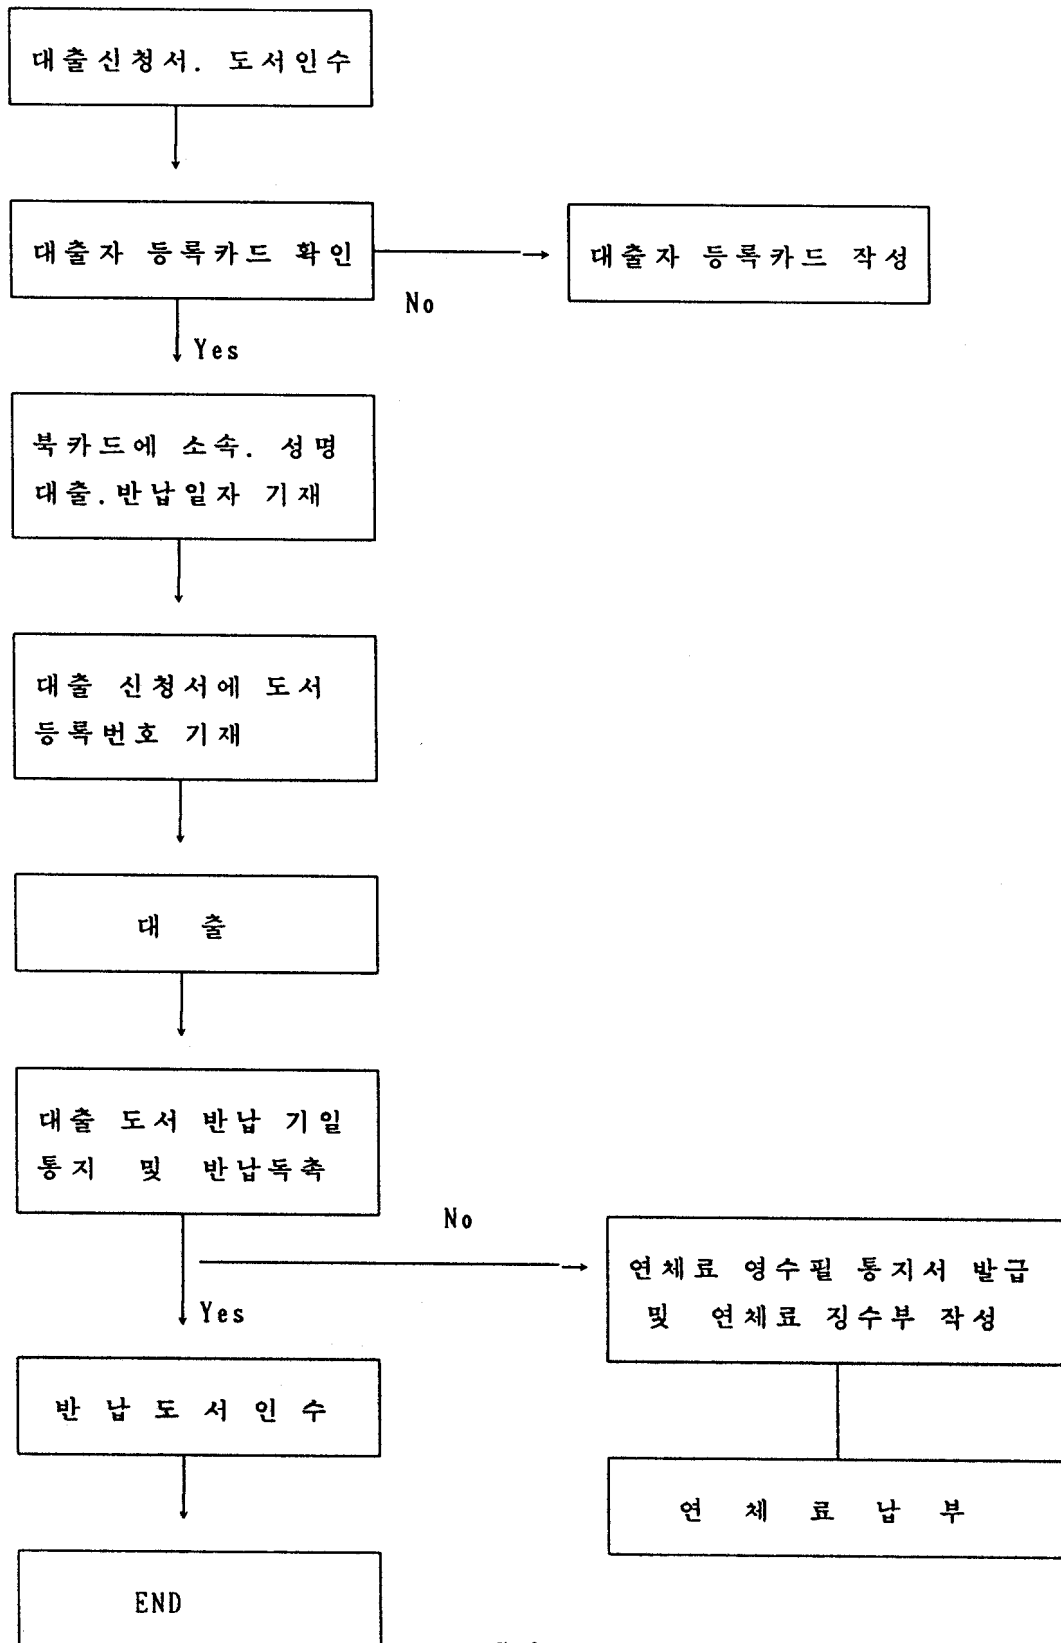 대출신청서. 도서인수
대출자 등록카드 확인
대출자 등록카드 작성
No
Yes
북카드에 소속. 성명
대출.반납일자 기재
대출 신청서에 도서
등록번호 기재
대 출
대출 도서 반납 기일
통지 및 반납독촉
No
연체료 영수필 통지서 발급
및 연체료 징수부 작성
Yes
반 납 도 서 인 수
연 체 료 납 부
END